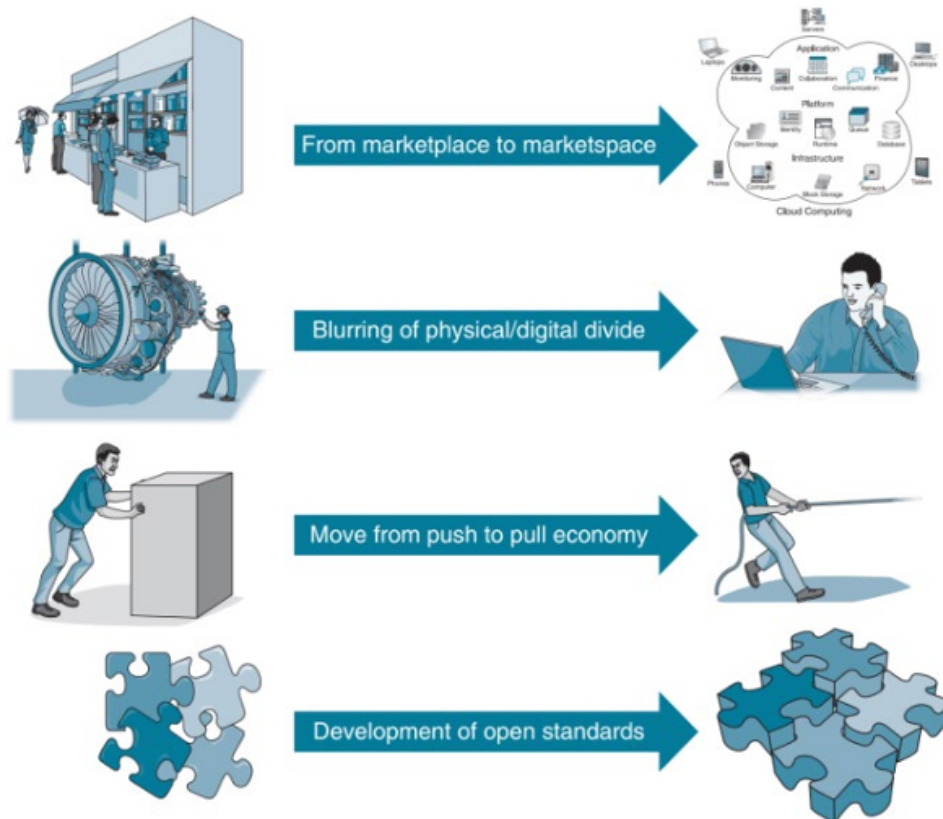 Servers
Application
Laptops
Desktops
Monitoring
Collaboration
Finance
Content
Communication
Platform
Identity
Queue
Object Storage
Runtime
Database
Infrastructure
Phones
Computer
Network
Tablets
Block Storage
Cloud Computing
From marketplace to marketspace
Blurring of physical/digital divide
Move from push to pull economy
Development of open standards